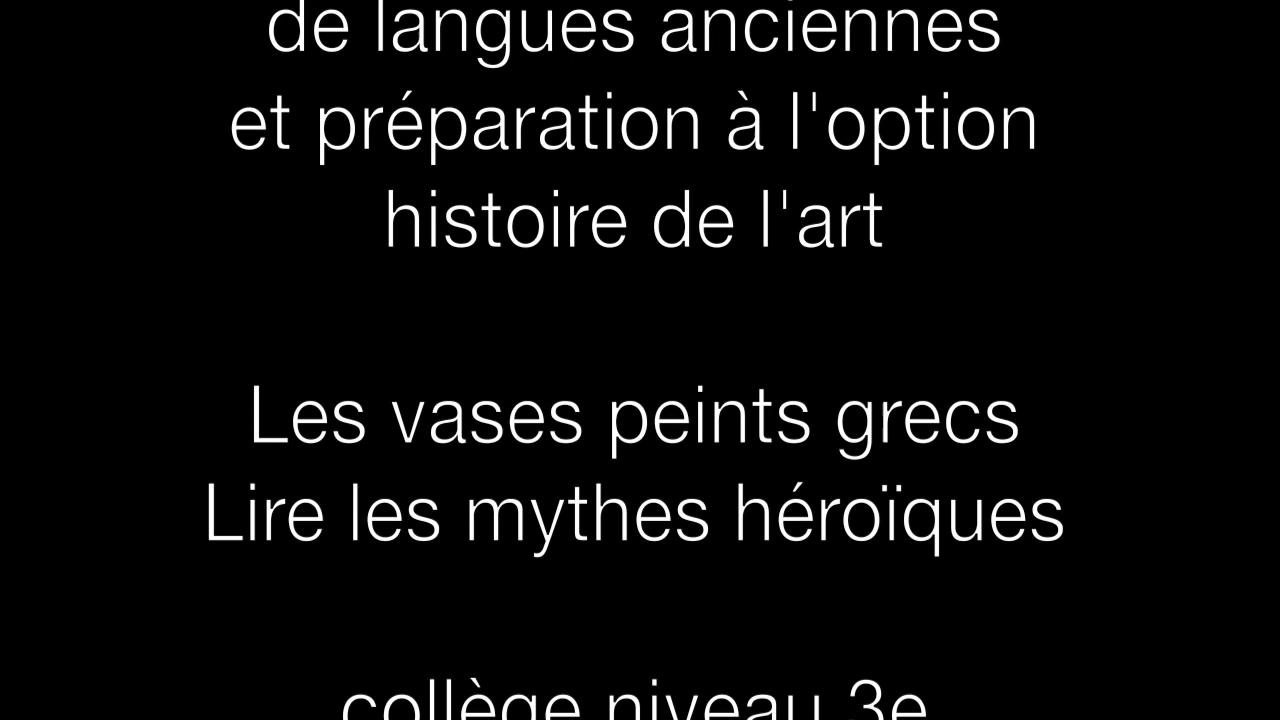 de langues anciennes
et préparation à l'option
histoire de l'art
Les vases peints grecs
Lire les mythes héroïques
collège niveau 3e